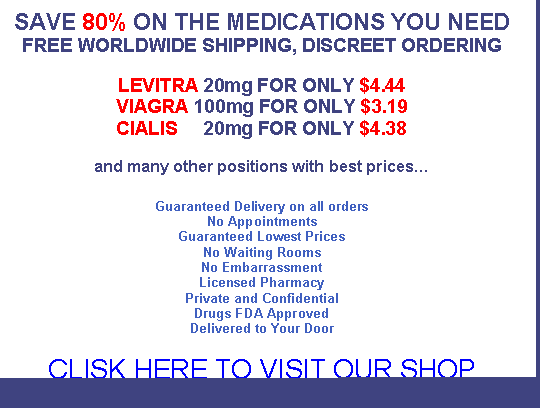 SAVE 80% ON THE MEDICATIONS YOU NEED
FREE WORLDWIDE SHIPPING, DISCREET ORDERING
LEVITRA 20mg FOR ONLY $4.44
VIAGRA 100mg FOR ONLY $3.19
CIALIS 20mg FOR ONLY $4.38
and many other positions with best prices...
Guaranteed Delivery on all orders
No Appointments
Guaranteed Lowest Prices
No Waiting Rooms
No Embarrassment
Licensed Pharmacy
Private and Confidential
Drugs FDA Approved
Delivered to Your Door
CLISK HERE TO VISIT OUR SHOP